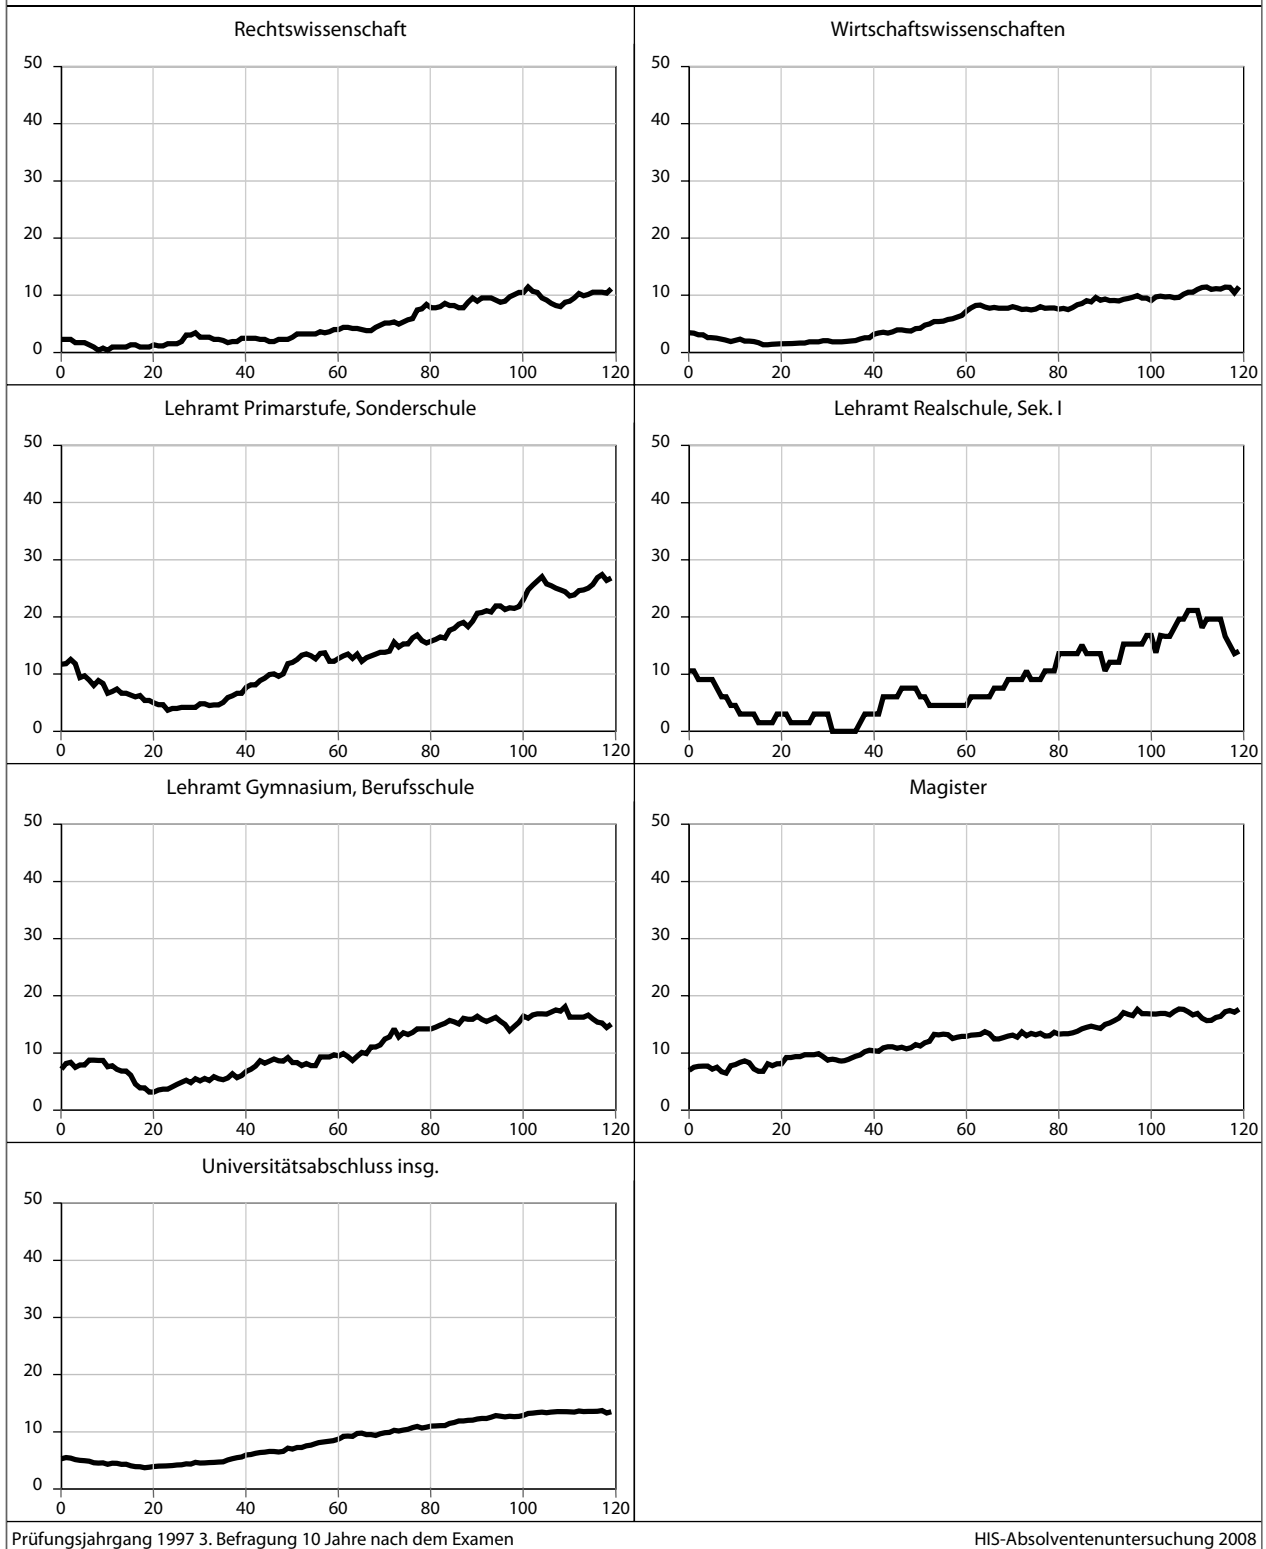 Rechtswissenschaft
50
40
30
20
10
0
0 20 40 60 80 100 120
Wirtschaftswissenschaften
50
40
30
20
10
0
0 20 40 60 80 100 120
Lehramt Primarstufe, Sonderschule
50
40
30
20
10
0
0 20 40 60 80 100 120
Lehramt Realschule, Sek. I
50
40
30
20
10
0
0 20 40 60 80 100 120
Lehramt Gymnasium, Berufsschule
50
40
30
20
10
0
0 20 40 60 80 100 120
Magister
50
40
30
20
10
0
0 20 40 60 80 100 120
Universitätsabschluss insg.
50
40
30
20
10
0
0 20 40 60 80 100 120
Prüfungsjahrgang 1997 3. Befragung 10 Jahre nach dem Examen
HIS-Absolventenuntersuchung 2008